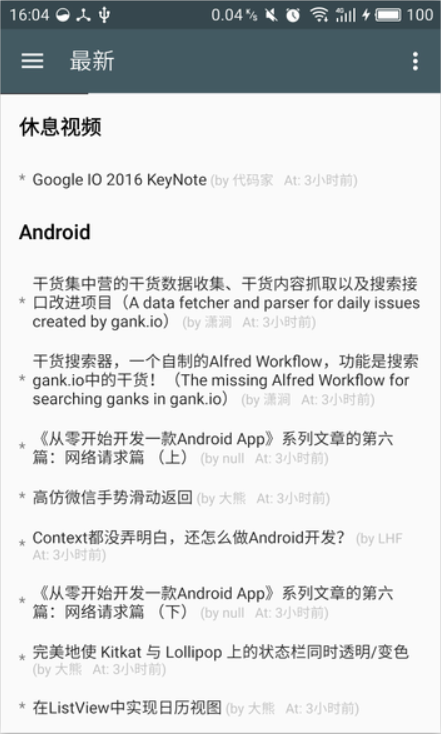 16:04 0.04 K/s 4G 100
最新
休息视频
* Google IO 2016 KeyNote (by 代码家 At: 3小时前)
Android
干货集中营的干货数据收集、干货内容抓取以及搜索接
* 口改进项目（A data fetcher and parser for daily issues
created by gank.io） (by 潇涧 At: 3小时前)
干货搜索器，一个自制的Alfred Workflow，功能是搜索
* gank.io中的干货！（The missing Alfred Workflow for
searching ganks in gank.io） (by 潇涧 At: 3小时前)
* 《从零开始开发一款Android App》系列文章的第六
篇：网络请求篇 （上） (by null At: 3小时前)
* 高仿微信手势滑动返回 (by 大熊 At: 3小时前)
* Context都没弄明白，还怎么做Android开发？ (by LHF
At: 3小时前)
* 《从零开始开发一款Android App》系列文章的第六
篇：网络请求篇 （下） (by null At: 3小时前)
* 完美地使 Kitkat 与 Lollipop 上的状态栏同时透明/变色
(by 大熊 At: 3小时前)
* 在ListView中实现日历视图 (by 大熊 At: 3小时前)